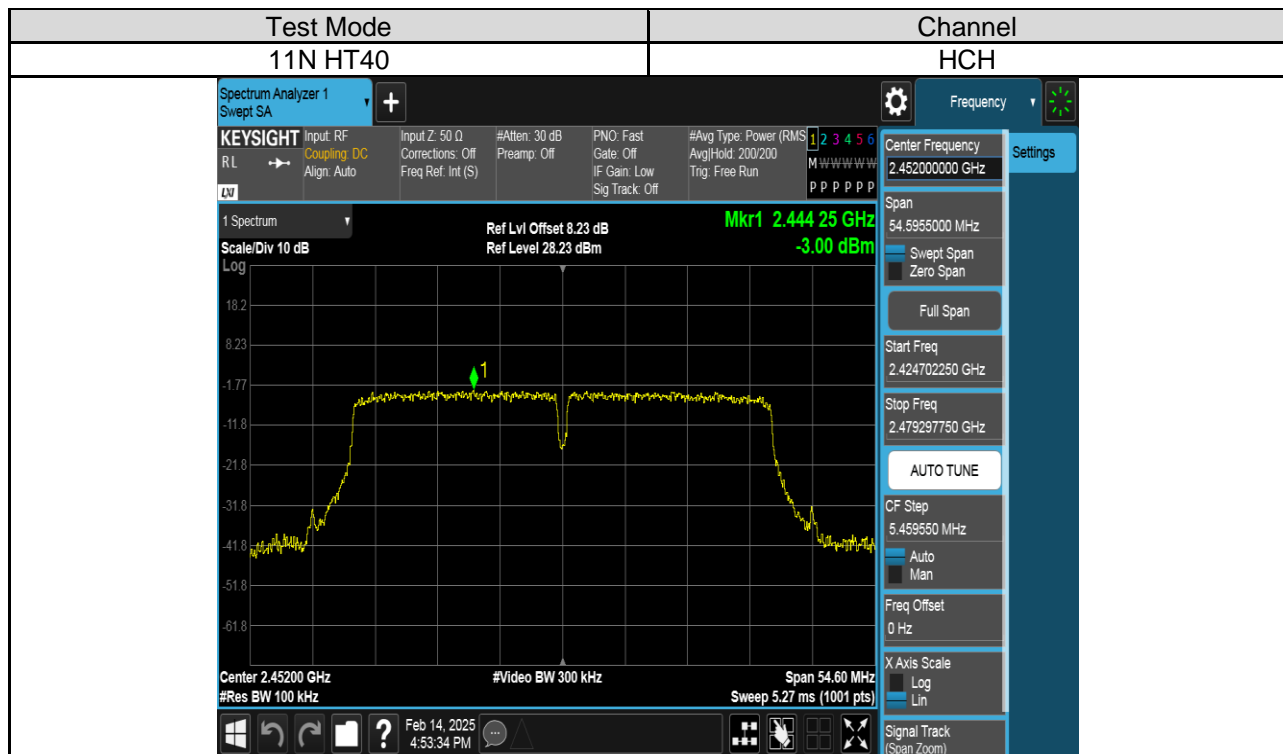 Test Mode Channel
11N HT40 HCH
Spectrum Analyzer 1
Swept SA
+
Frequency
KEYSIGHT Input: RF Input Z: 50 Ω #Atten: 30 dB PNO: Fast #Avg Type: Power (RMS 1 2 3 4 5 6
RL Coupling: DC Corrections: Off Preamp: Off Gate: Off Avg|Hold: 200/200 M W W W W W
Align: Auto Freq Ref: Int (S) IF Gain: Low Trig: Free Run
LXI Sig Track: Off P P P P P P
1 Spectrum
Ref Lvl Offset 8.23 dB Mkr1 2.444 25 GHz
Scale/Div 10 dB Ref Level 28.23 dBm -3.00 dBm
Log
18.2
8.23
1
-1.77
-11.8
-21.8
-31.8
-41.8
-51.8
-61.8
Center 2.45200 GHz #Video BW 300 kHz Span 54.60 MHz
#Res BW 100 kHz Sweep 5.27 ms (1001 pts)
Feb 14, 2025
4:53:34 PM
?
Center Frequency
2.452000000 GHz
Settings
Span
54.5955000 MHz
Swept Span
Zero Span
Full Span
Start Freq
2.424702250 GHz
Stop Freq
2.479297750 GHz
AUTO TUNE
CF Step
5.459550 MHz
Auto
Man
Freq Offset
0 Hz
X Axis Scale
Log
Lin
Signal Track
(Span Zoom)